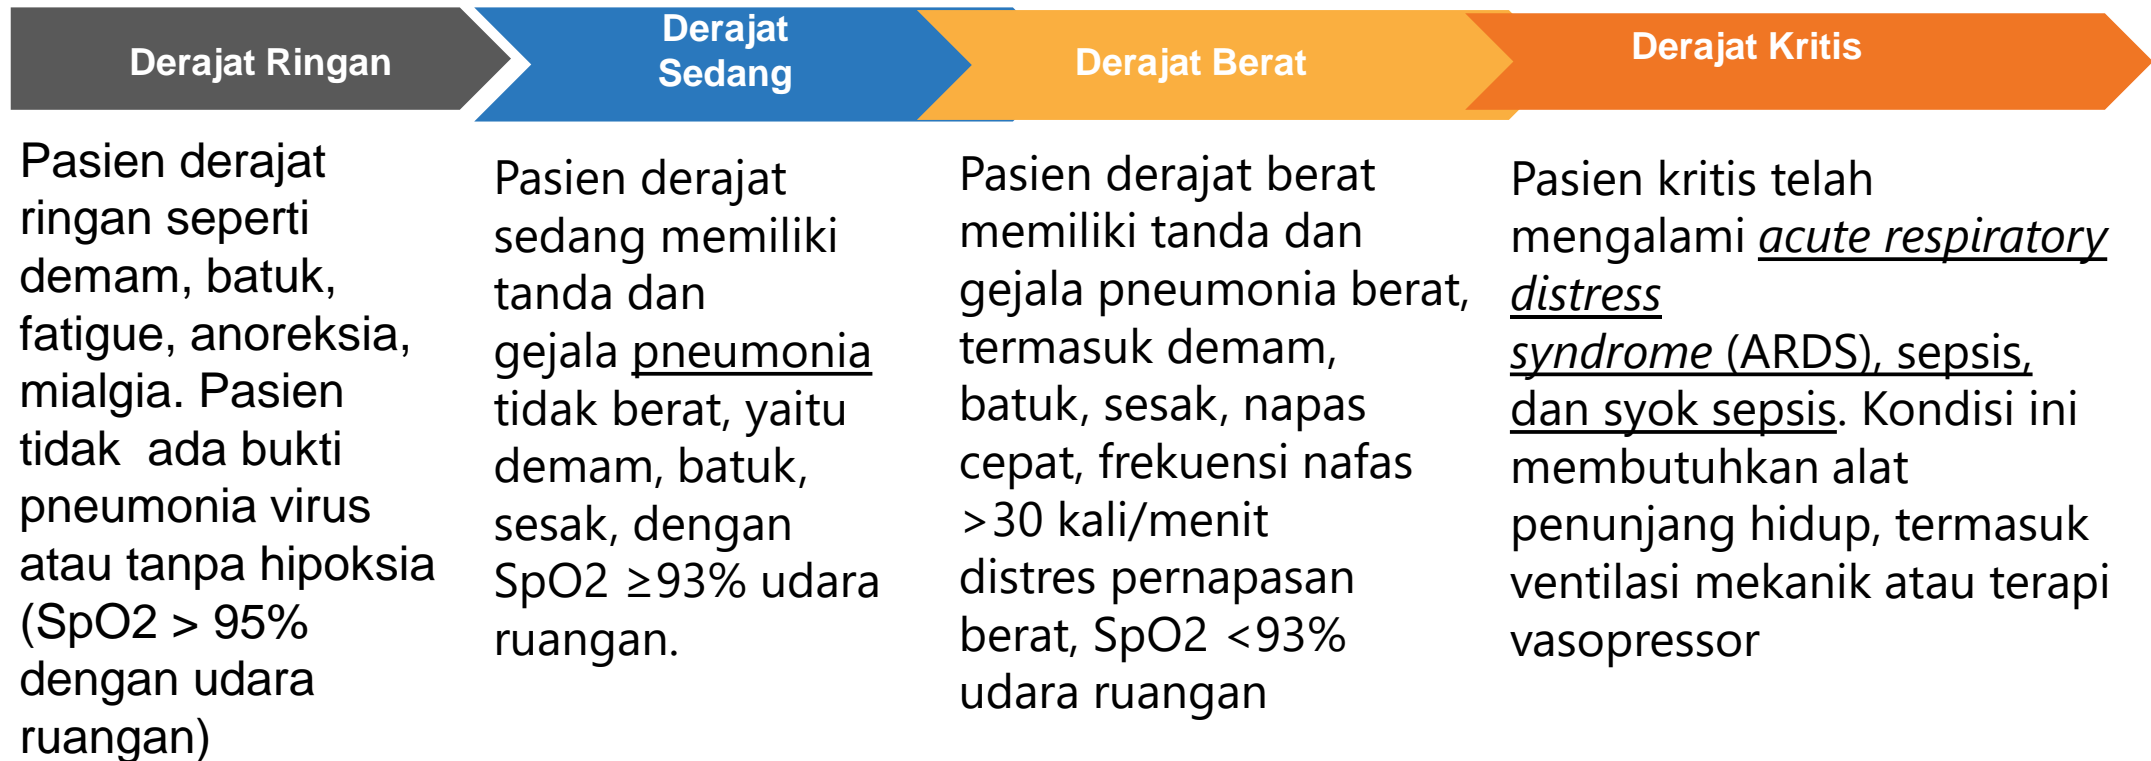 Derajat Ringan
Derajat
Sedang
Derajat Berat
Derajat Kritis
Pasien derajat
ringan seperti
demam, batuk,
fatigue, anoreksia,
mialgia. Pasien
tidak  ada bukti
pneumonia virus
atau tanpa hipoksia
(SpO2 > 95%
dengan udara
ruangan)
Pasien derajat
sedang memiliki
tanda dan
gejala pneumonia
tidak berat, yaitu
demam, batuk,
sesak, dengan
SpO2 ≥93% udara
ruangan.
Pasien derajat berat
memiliki tanda dan
gejala pneumonia berat,
termasuk demam,
batuk, sesak, napas
cepat, frekuensi nafas
>30 kali/menit
distres pernapasan
berat, SpO2 <93%
udara ruangan
Pasien kritis telah
mengalami acute respiratory
distress
syndrome (ARDS), sepsis,
dan syok sepsis. Kondisi ini
membutuhkan alat
penunjang hidup, termasuk
ventilasi mekanik atau terapi
vasopressor